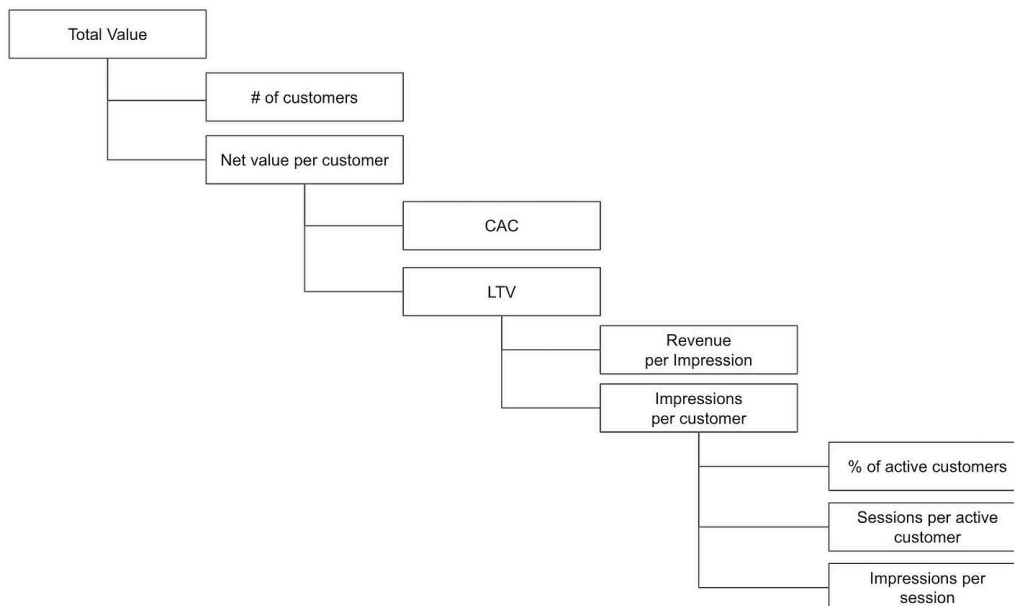 Total Value
# of customers
Net value per customer
CAC
LTV
Revenue
per Impression
Impressions
per customer
% of active customers
Sessions per active
customer
Impressions per
session